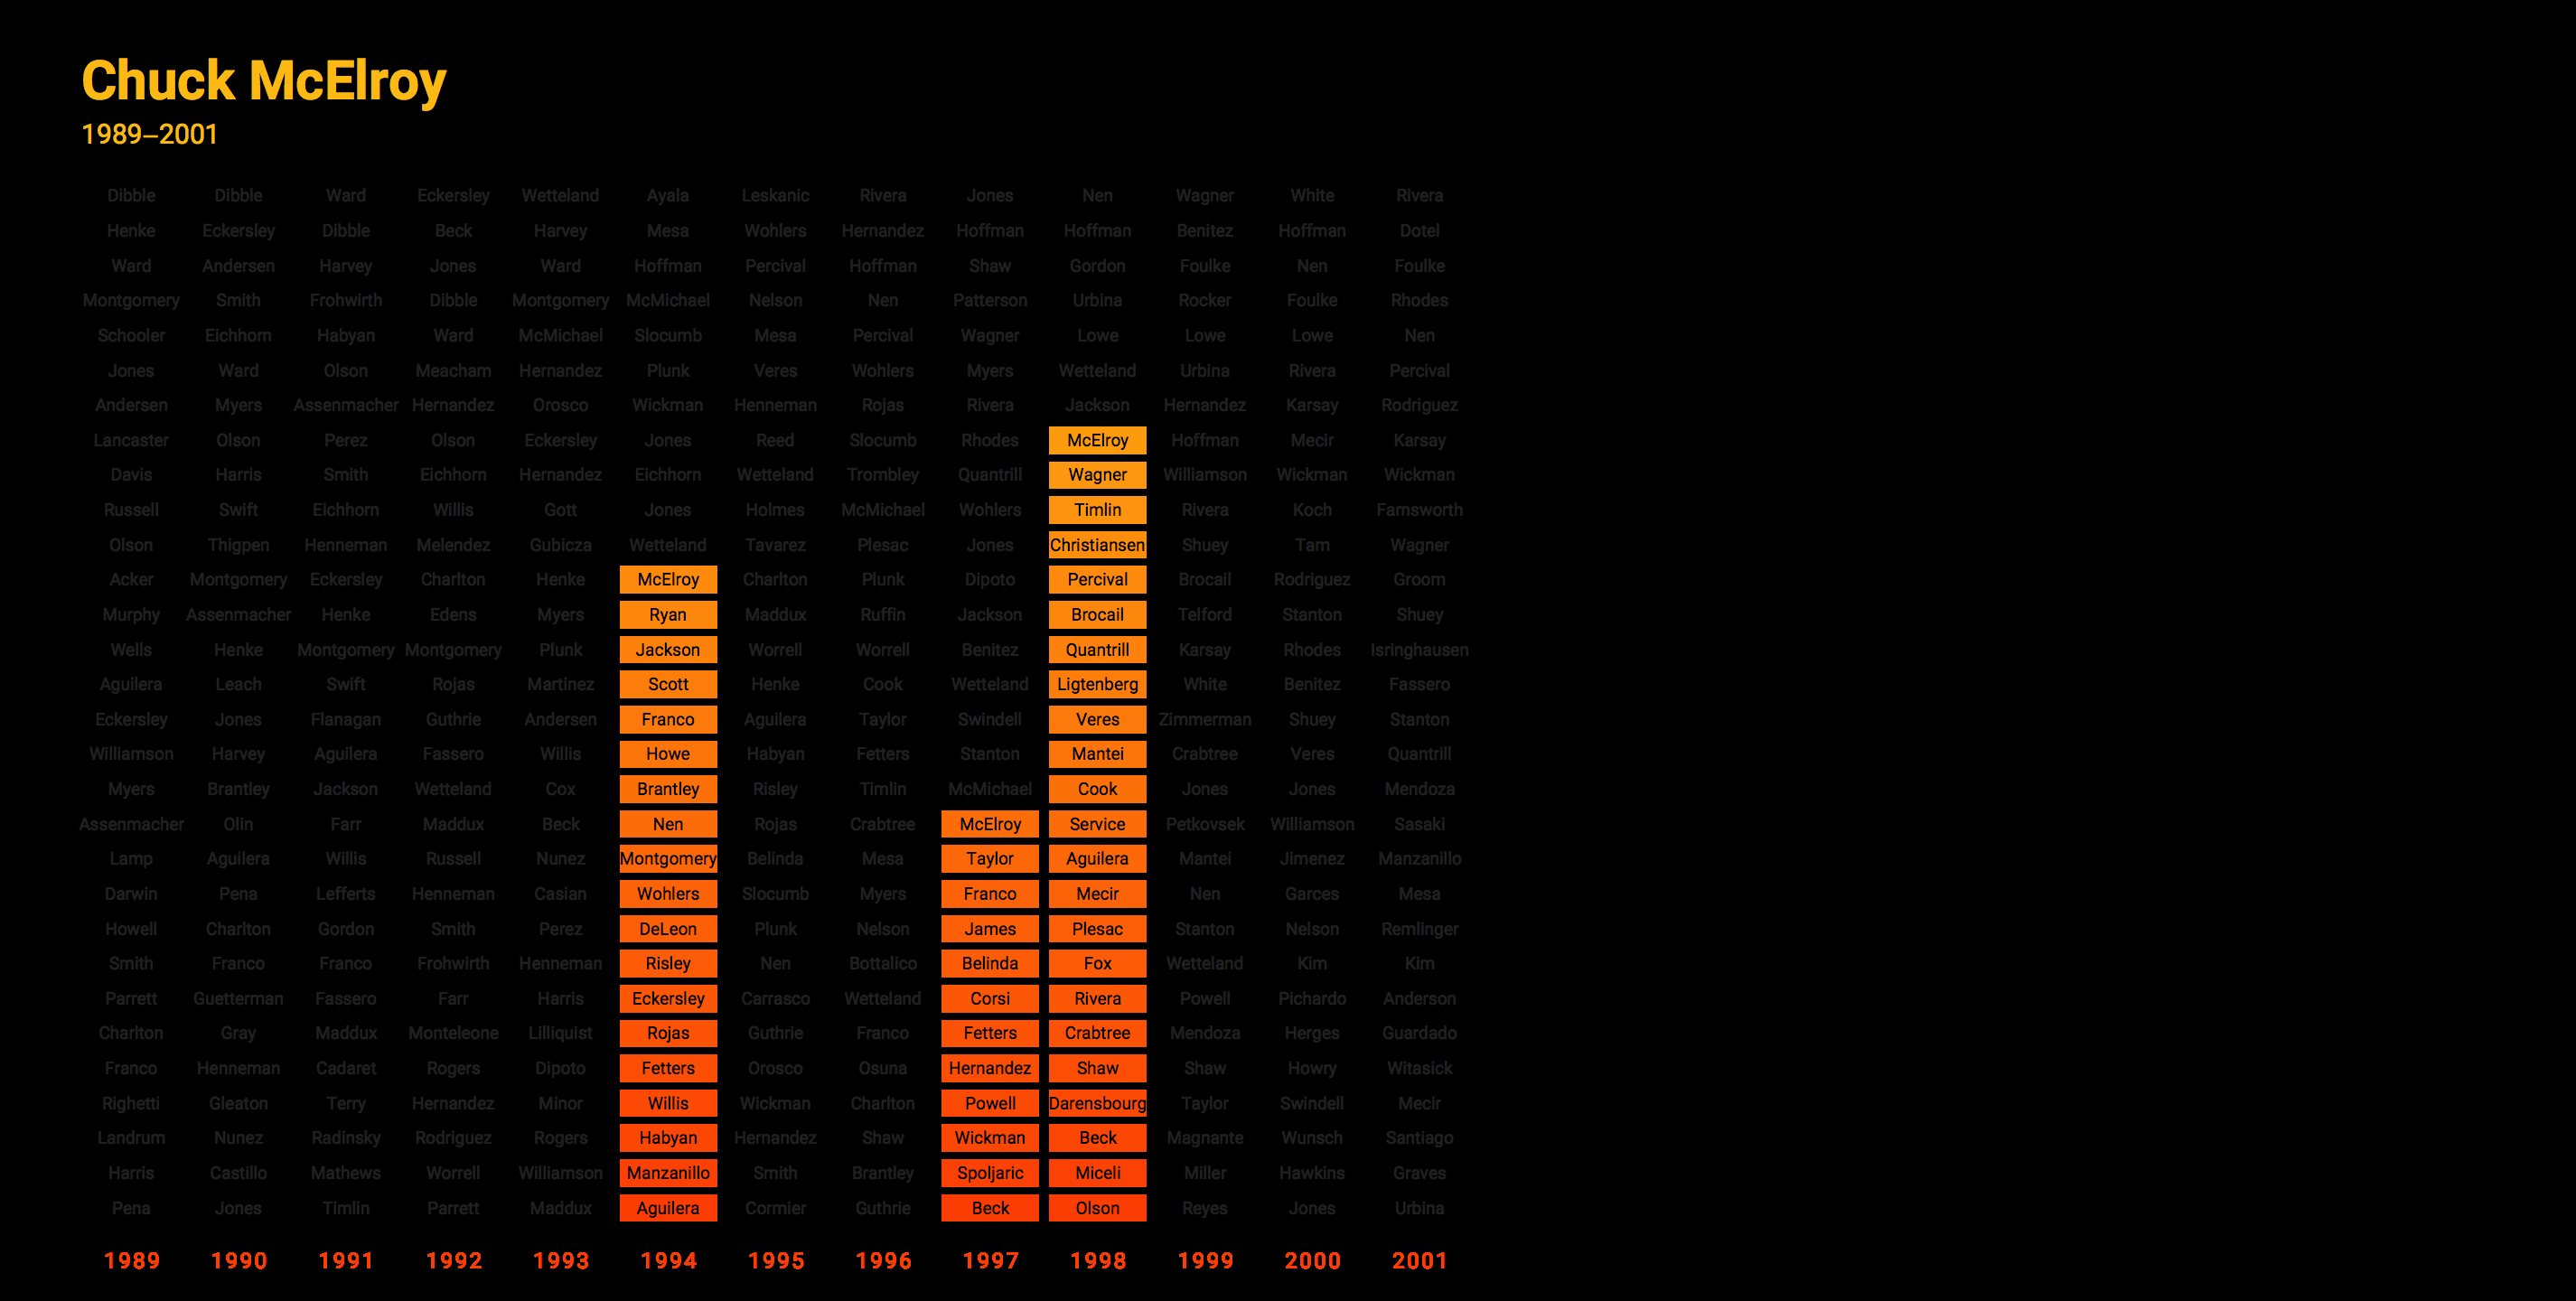 Chuck McElroy
1989–2001
Dibble Dibble Ward Eckersley Wetteland Ayala Leskanic Rivera Jones Nen Wagner White Rivera
Henke Eckersley Dibble Beck Harvey Mesa Wohlers Hernandez Hoffman Hoffman Benitez Hoffman Dotel
Ward Andersen Harvey Jones Ward Hoffman Percival Hoffman Shaw Gordon Foulke Nen Foulke
Montgomery Smith Frohwirth Dibble Montgomery McMichael Nelson Nen Patterson Urbina Rocker Foulke Rhodes
Schooler Eichhorn Habyan Ward McMichael Slocumb Mesa Percival Wagner Lowe Lowe Lowe Nen
Jones Ward Olson Meacham Hernandez Plunk Veres Wohlers Myers Wetteland Urbina Rivera Percival
Andersen Myers Assenmacher Hernandez Orosco Wickman Henneman Rojas Rivera Jackson Hernandez Karsay Rodriguez
Lancaster Olson Perez Olson Eckersley Jones Reed Slocumb Rhodes McElroy Hoffman Mecir Karsay
Davis Harris Smith Eichhorn Hernandez Eichhorn Wetteland Trombley Quantrill Wagner Williamson Wickman Wickman
Russell Swift Eichhorn Willis Gott Jones Holmes McMichael Wohlers Timlin Rivera Koch Farnsworth
Olson Thigpen Henneman Melendez Gubicza Wetteland Tavarez Plesac Jones Christiansen Shuey Tam Wagner
Acker Montgomery Eckersley Charlton Henke McElroy Charlton Plunk Dipoto Percival Brocail Rodriguez Groom
Murphy Assenmacher Henke Edens Myers Ryan Maddux Ruffin Jackson Brocail Telford Stanton Shuey
Wells Henke Montgomery Montgomery Plunk Jackson Worrell Worrell Benitez Quantrill Karsay Rhodes Isringhausen
Aguilera Leach Swift Rojas Martinez Scott Henke Cook Wetteland Ligtenberg White Benitez Fassero
Eckersley Jones Flanagan Guthrie Andersen Franco Aguilera Taylor Swindell Veres Zimmerman Shuey Stanton
Williamson Harvey Aguilera Fassero Willis Howe Habyan Fetters Stanton Mantei Crabtree Veres Quantrill
Myers Brantley Jackson Wetteland Cox Brantley Risley Timlin McMichael Cook Jones Jones Mendoza
Assenmacher Olin Farr Maddux Beck Nen Rojas Crabtree McElroy Service Petkovsek Williamson Sasaki
Lamp Aguilera Willis Russell Nunez Montgomery Belinda Mesa Taylor Aguilera Mantei Jimenez Manzanillo
Darwin Pena Lefferts Henneman Casian Wohlers Slocumb Myers Franco Mecir Nen Garces Mesa
Howell Charlton Gordon Smith Perez DeLeon Plunk Nelson James Plesac Stanton Nelson Remlinger
Smith Franco Franco Frohwirth Henneman Risley Nen Bottalico Belinda Fox Wetteland Kim Kim
Parrett Guetterman Fassero Farr Harris Eckersley Carrasco Wetteland Corsi Rivera Powell Pichardo Anderson
Charlton Gray Maddux Monteleone Lilliquist Rojas Guthrie Franco Fetters Crabtree Mendoza Herges Guardado
Franco Henneman Cadaret Rogers Dipoto Fetters Orosco Osuna Hernandez Shaw Shaw Howry Witasick
Righetti Gleaton Terry Hernandez Minor Willis Wickman Charlton Powell Darensbourg Taylor Swindell Mecir
Landrum Nunez Radinsky Rodriguez Rogers Habyan Hernandez Shaw Wickman Beck Magnante Wunsch Santiago
Harris Castillo Mathews Worrell Williamson Manzanillo Smith Brantley Spoljaric Miceli Miller Hawkins Graves
Pena Jones Timlin Parrett Maddux Aguilera Cormier Guthrie Beck Olson Reyes Jones Urbina
1989 1990 1991 1992 1993 1994 1995 1996 1997 1998 1999 2000 2001